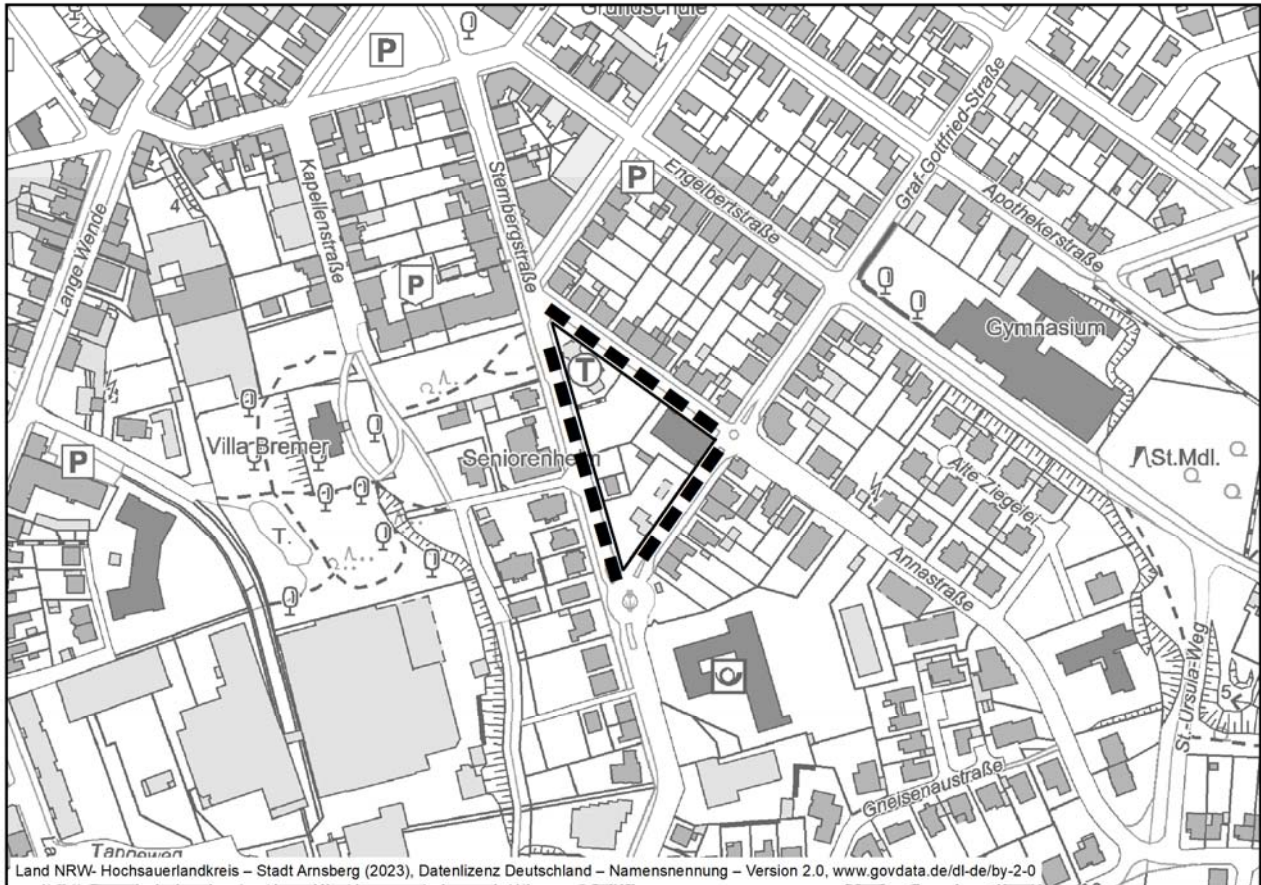 Grundschule
P
Graf-Gottfried-Straße
P
Kapellenstraße
Sternbergstraße
Engelbertstraße
Apothekerstraße
Lange Wende
4
P
Gymnasium
T
Villa Bremer
Seniorenheim
P
St.Mdl.
Alte Ziegelei
T.
Annastraße
St.-Ursula-Weg
5
Gneisenaustraße
Tappeweg
Land NRW- Hochsauerlandkreis – Stadt Arnsberg (2023), Datenlizenz Deutschland – Namensnennung – Version 2.0, www.govdata.de/dl-de/by-2-0